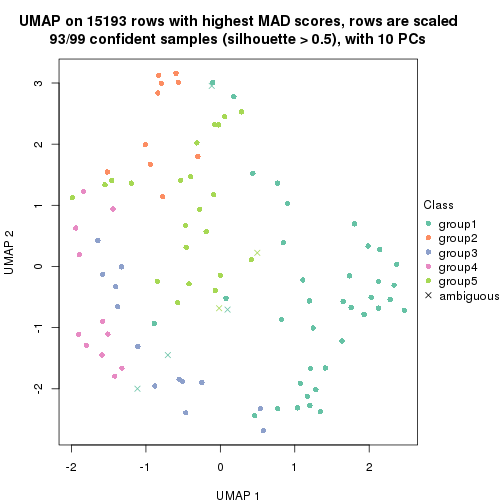 UMAP on 15193 rows with highest MAD scores, rows are scaled
93/99 confident samples (silhouette > 0.5), with 10 PCs
3
2
1
0
-1
-2
UMAP 2
-2 -1 0 1 2
UMAP 1
Class
group1
group2
group3
group4
group5
ambiguous